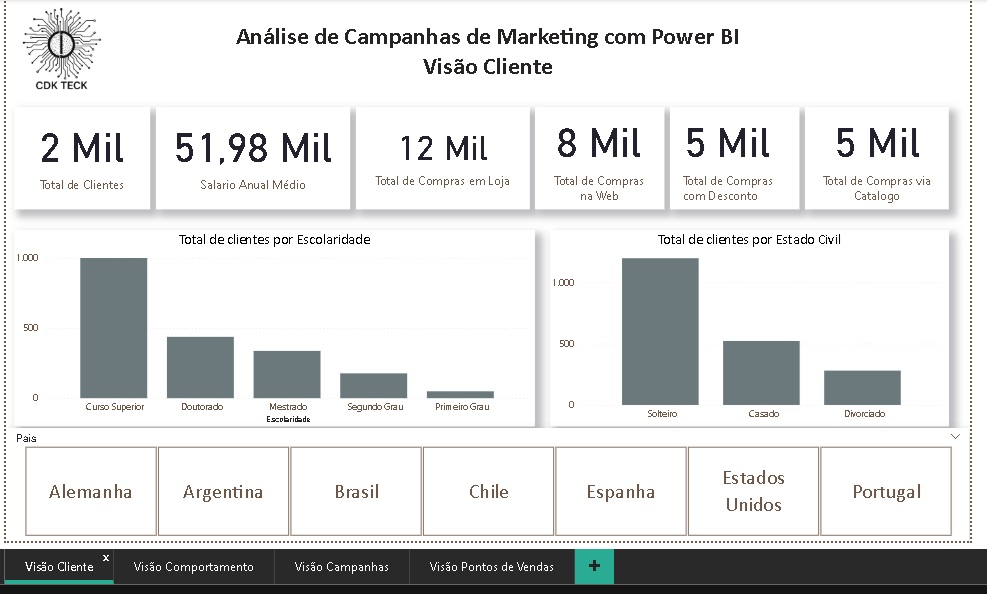 CDK TECK
Análise de Campanhas de Marketing com Power BI
Visão Cliente
2 Mil
Total de Clientes
51,98 Mil
Salario Anual Médio
12 Mil
Total de Compras em Loja
8 Mil
Total de Compras
na Web
5 Mil
Total de Compras
com Desconto
5 Mil
Total de Compras via
Catalogo
Total de clientes por Escolaridade
1.000
500
0
Curso Superior
Doutorado
Mestrado
Segundo Grau
Primeiro Grau
Escolaridade
Total de clientes por Estado Civil
1.000
500
0
Solteiro
Casado
Divorciado
Pais
Alemanha
Argentina
Brasil
Chile
Espanha
Estados
Unidos
Portugal
Visão Cliente
x
Visão Comportamento
Visão Campanhas
Visão Pontos de Vendas
+